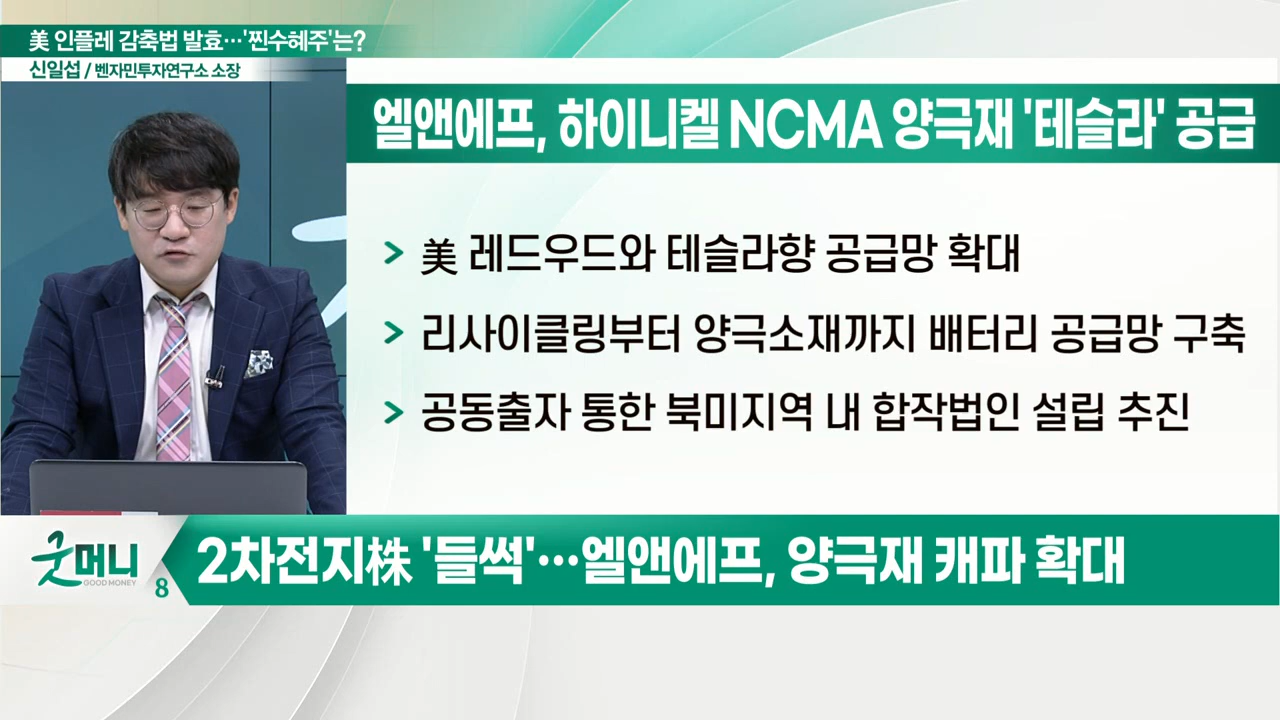 美 인플레 감축법 발효…'찐수혜주'는?
신일섭 / 벤자민투자연구소 소장
엘앤에프, 하이니켈 NCMA 양극재 '테슬라' 공급
> 美 레드우드와 테슬라향 공급망 확대
> 리사이클링부터 양극소재까지 배터리 공급망 구축
> 공동출자 통한 북미지역 내 합작법인 설립 추진
굿머니
GOOD MONEY
8
2차전지株 '들썩'…엘앤에프, 양극재 캐파 확대